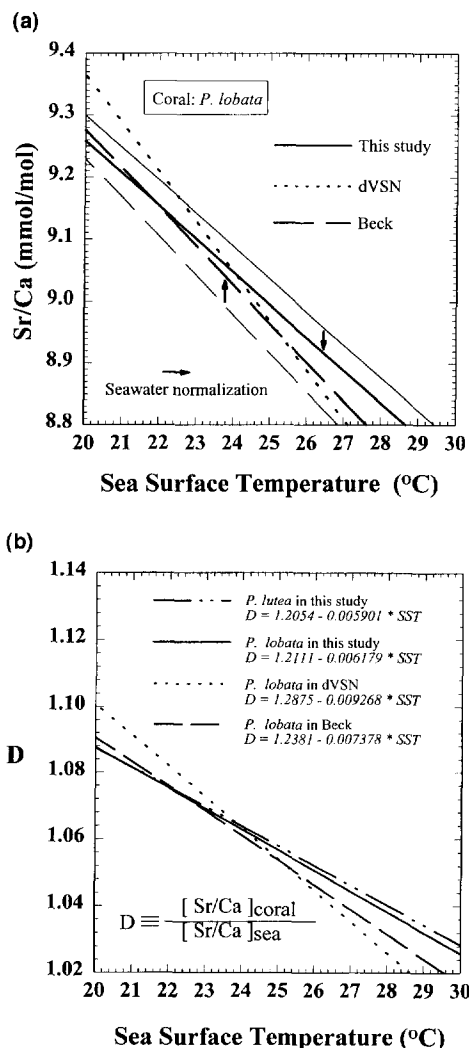 (a)
9.4
9.3
9.2
9.1
9.0
8.9
8.8
Sr/Ca (mmol/mol)
Coral: P. lobata
This study
dVSN
Beck
Seawater normalization
20 21 22 23 24 25 26 27 28 29 30
Sea Surface Temperature (°C)
(b)
1.14
1.12
1.10
1.08
1.06
1.04
1.02
D
P. lutea in this study
D = 1.2054 - 0.005901 * SST
P. lobata in this study
D = 1.2111 - 0.006179 * SST
P. lobata in dVSN
D = 1.2875 - 0.009268 * SST
P. lobata in Beck
D = 1.2381 - 0.007378 * SST
D ≡ [ Sr/Ca ]coral
[ Sr/Ca ]sea
20 21 22 23 24 25 26 27 28 29 30
Sea Surface Temperature (°C)